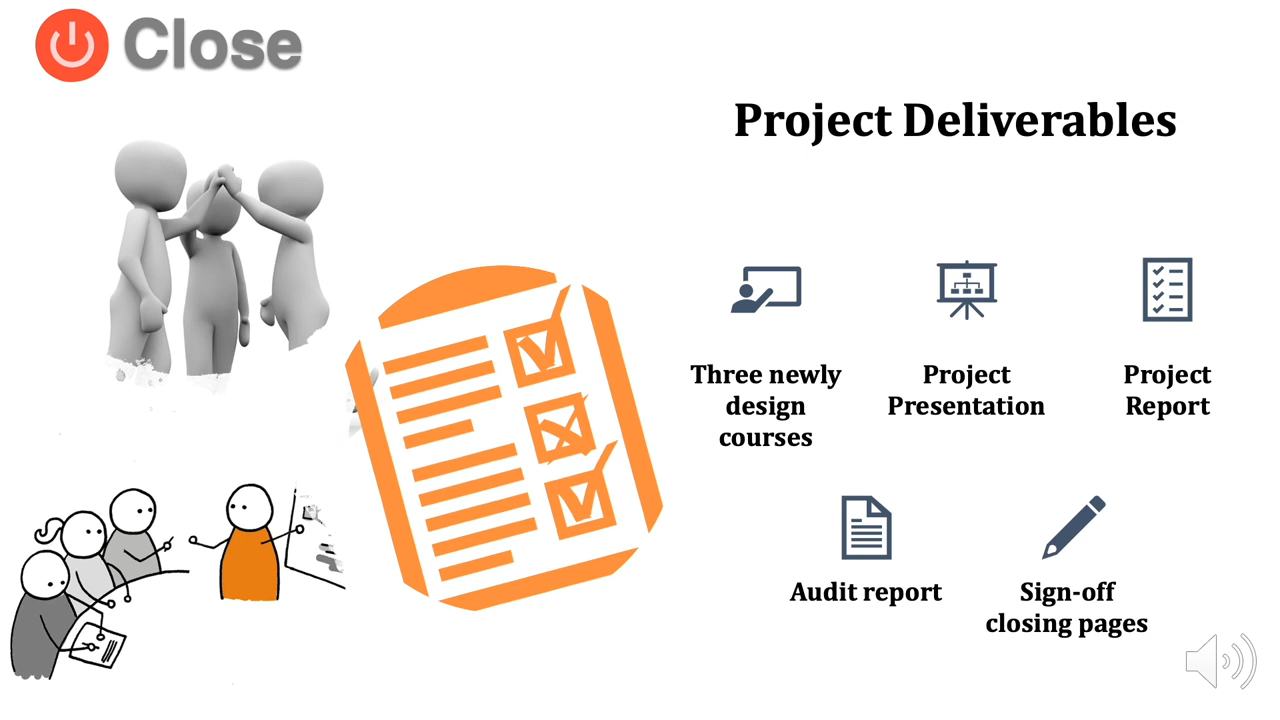 Close
Project Deliverables
Three newly
design
courses
Project
Presentation
Project
Report
Audit report
Sign-off
closing pages